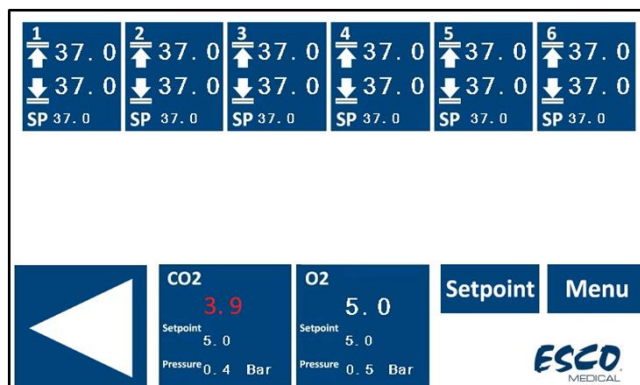 1 2 3 4 5 6
37.0 37.0 37.0 37.0 37.0 37.0
37.0 37.0 37.0 37.0 37.0 37.0
SP 37.0 SP 37.0 SP 37.0 SP 37.0 SP 37.0 SP 37.0
CO2
3.9
Setpoint
5.0
Pressure 0.4 Bar
O2
5.0
Setpoint
5.0
Pressure 0.5 Bar
Setpoint
Menu
ESCO
MEDICAL